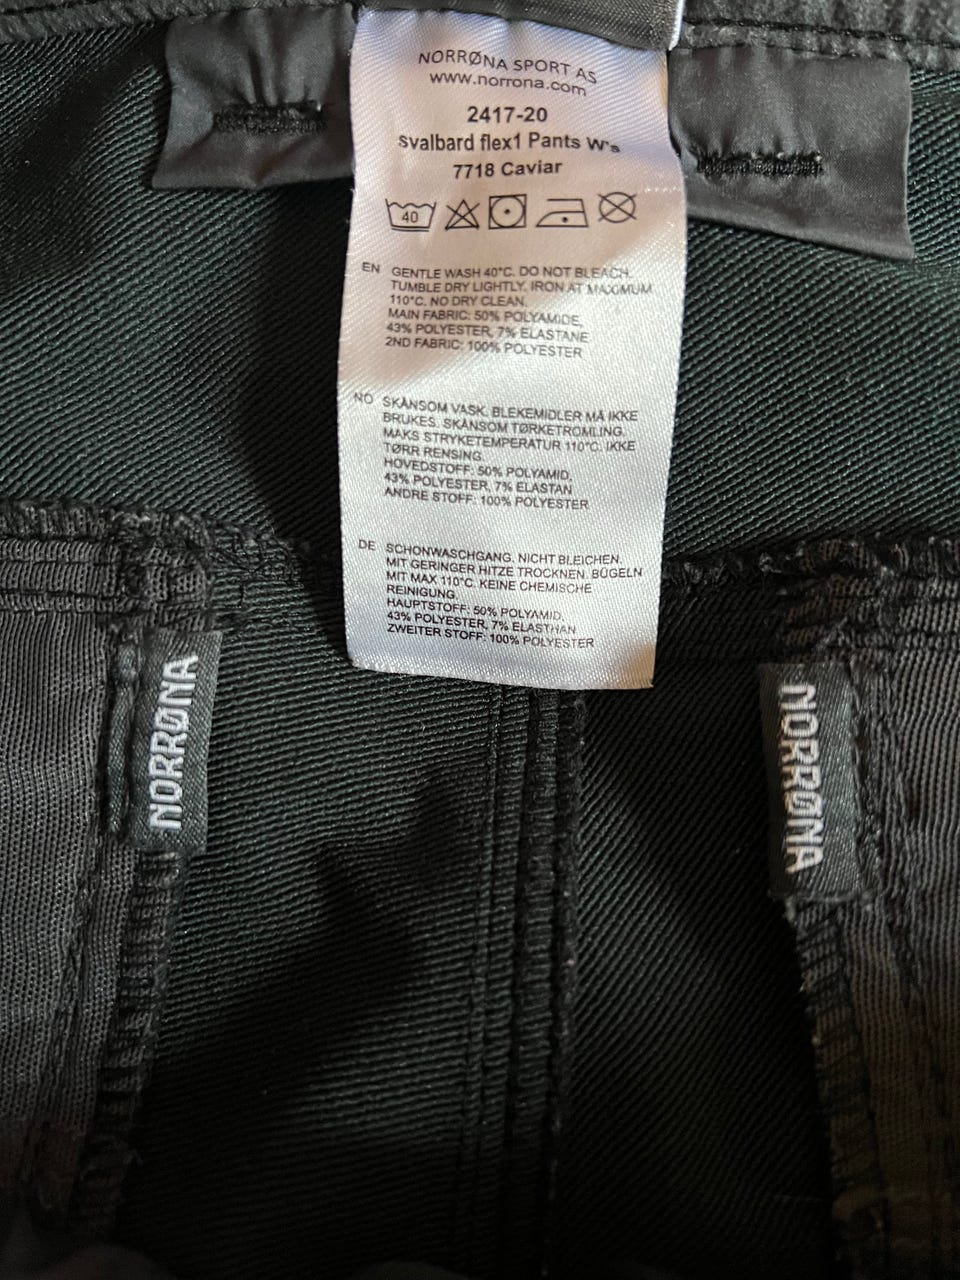 NORRØNA SPORT AS
www.norrona.com
2417-20
svalbard flex1 Pants W's
7718 Caviar
40
EN GENTLE WASH 40°C. DO NOT BLEACH.
TUMBLE DRY LIGHTLY. IRON AT MAXIMUM
110°C. NO DRY CLEAN.
MAIN FABRIC: 50% POLYAMIDE,
43% POLYESTER, 7% ELASTANE
2ND FABRIC: 100% POLYESTER
NO SKÅNSOM VASK. BLEKEMIDLER MÅ IKKE
BRUKES. SKÅNSOM TØRKETROMLING.
MAKS STRYKETEMPERATUR 110°C. IKKE
TØRR RENSING.
HOVEDSTOFF: 50% POLYAMID,
43% POLYESTER, 7% ELASTAN
ANDRE STOFF: 100% POLYESTER
DE SCHONWASCHGANG. NICHT BLEICHEN.
MIT GERINGER HITZE TROCKNEN. BÜGELN
MIT MAX 110°C. KEINE CHEMISCHE
REINIGUNG.
HAUPTSTOFF: 50% POLYAMID,
43% POLYESTER, 7% ELASTHAN
ZWEITER STOFF: 100% POLYESTER
NORRØNA
NORRØNA